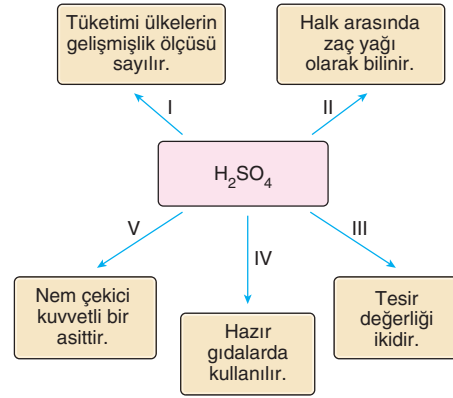 Tüketimi ülkelerin
gelişmişlik ölçüsü
sayılır.
Halk arasında
zaç yağı
olarak bilinir.
I
II
H₂SO₄
V
IV
III
Nem çekici
kuvvetli bir
asittir.
Hazır
gıdalarda
kullanılır.
Tesir
değerliği
ikidir.